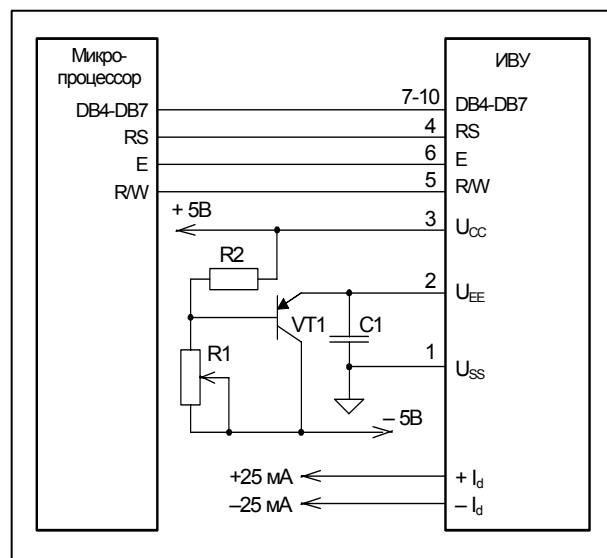 Микро-
процессор
ИВУ
DB4-DB7 7-10 DB4-DB7
RS 4 RS
E 6 E
R/W 5 R/W
+ 5В 3 UCC
R2
2 UEE
VT1 C1
R1
1 USS
– 5В
+25 мА + Id
–25 мА – Id